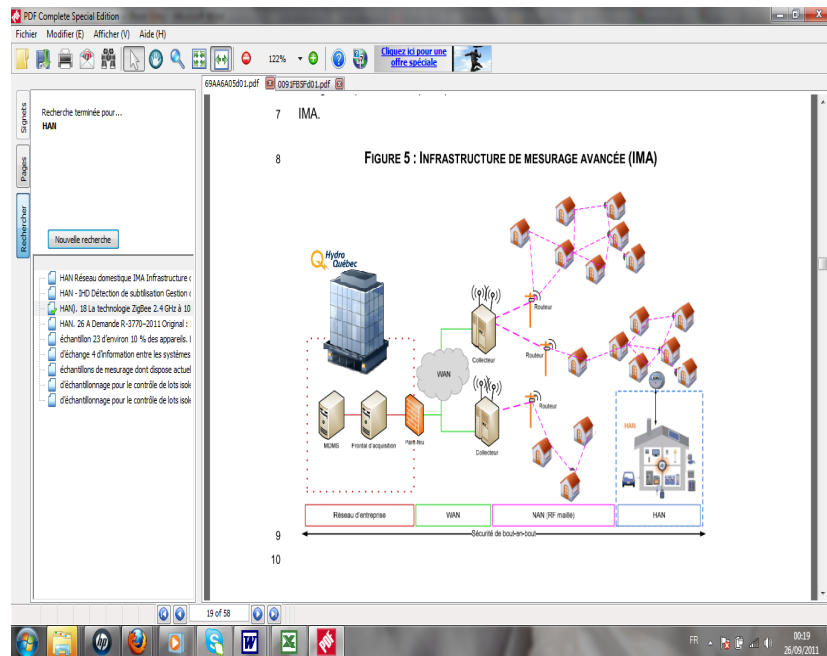 PDF Complete Special Edition
Fichier Modifier (E) Afficher (V) Aide (H)
122%
Cliquez ici pour une
offre spéciale
69AA6A05d01.pdf 0091FB5Fd01.pdf
Signets
Pages
Rechercher
Recherche terminée pour...
HAN
Nouvelle recherche
HAN Réseau domestique IMA Infrastructure
HAN - IHD Détection de subtilisation Gestion
HAN). 18 La technologie ZigBee 2.4 GHz à 10
HAN. 26 A Demande R-3770-2011 Original :
échantillon 23 d'environ 10 % des appareils.
d'échange 4 d'information entre les systèmes
échantillons de mesurage dont dispose actuel
d'échantillonnage pour le contrôle de lots isolé
d'échantillonnage pour le contrôle de lots isolé
7 IMA.
8 FIGURE 5 : INFRASTRUCTURE DE MESURAGE AVANCÉE (IMA)
Hydro
Québec
Routeur
Collecteur
Routeur
WAN
Routeur
HAN
MDMS Frontal d'acquisition Pare-feu
Collecteur
Réseau d'entreprise WAN NAN (RF maillé) HAN
9 Sécurité de bout-en-bout
10
19 of 58
FR
00:19
26/09/2011